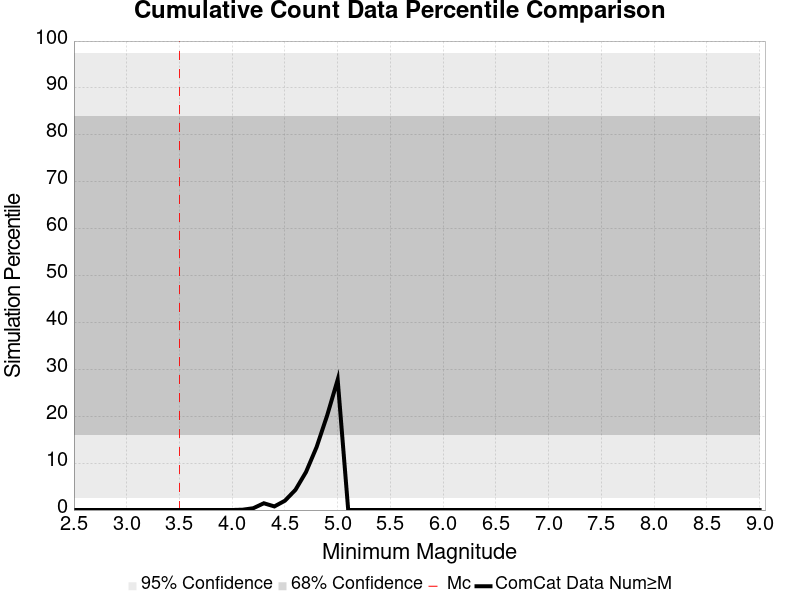 Cumulative Count Data Percentile Comparison
100
90
80
70
60
50
40
30
20
10
0
Simulation Percentile
2.5 3.0 3.5 4.0 4.5 5.0 5.5 6.0 6.5 7.0 7.5 8.0 8.5 9.0
Minimum Magnitude
95% Confidence 68% Confidence Mc ComCat Data Num≥M